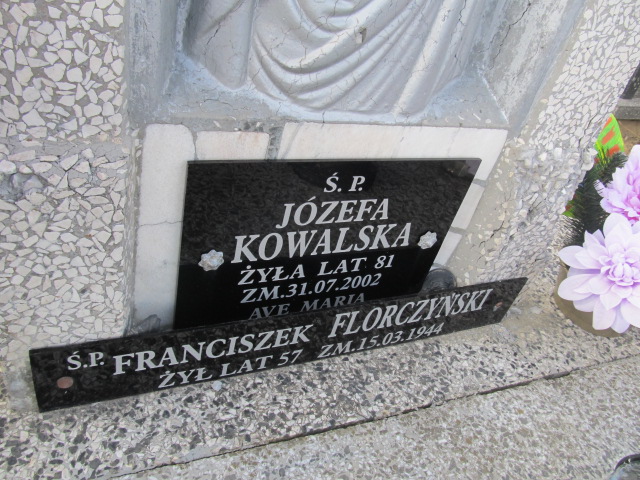 Ś. P.
JÓZEFA
KOWALSKA
ŻYŁA LAT 81
ZM. 31.07.2002
AVE MARIA
Ś.P. FRANCISZEK FLORCZYŃSKI
ŻYŁ LAT 57 ZM. 15.03.1944